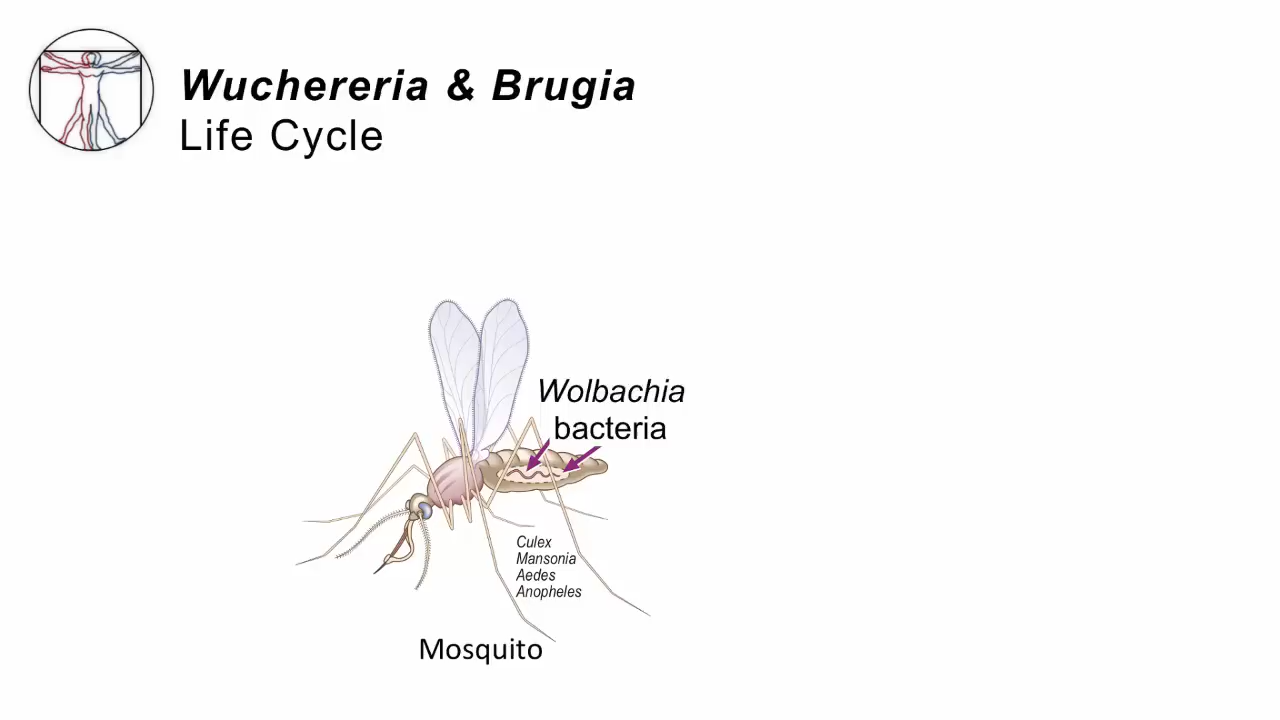 Wuchereria & Brugia
Life Cycle
Wolbachia
bacteria
Culex
Mansonia
Aedes
Anopheles
Mosquito